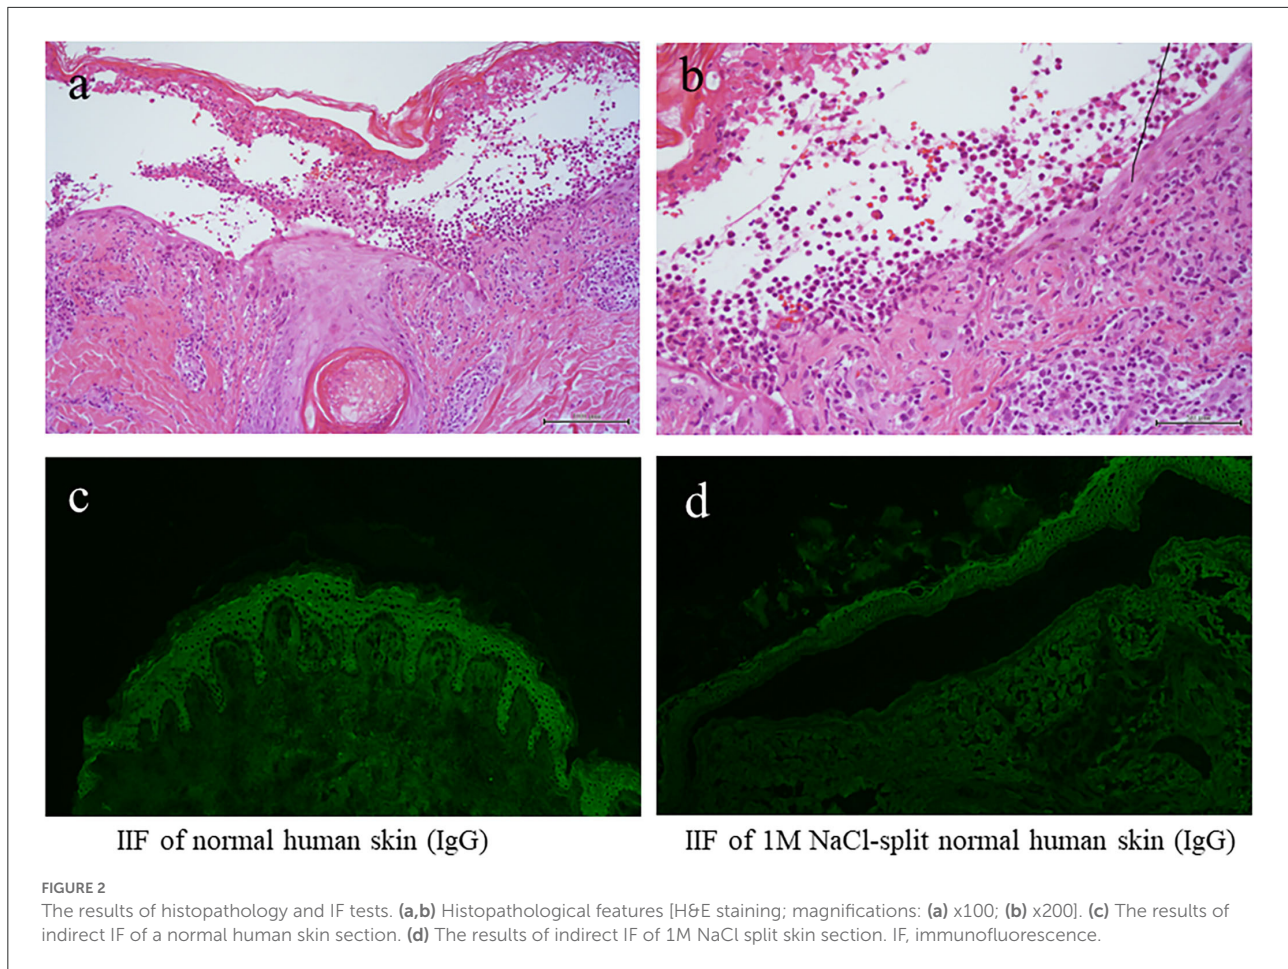 a
b
c
d
IIF of normal human skin (IgG)
IIF of 1M NaCl-split normal human skin (IgG)
FIGURE 2
The results of histopathology and IF tests. (a,b) Histopathological features [H&E staining; magnifications: (a) x100; (b) x200]. (c) The results of
indirect IF of a normal human skin section. (d) The results of indirect IF of 1M NaCl split skin section. IF, immunofluorescence.